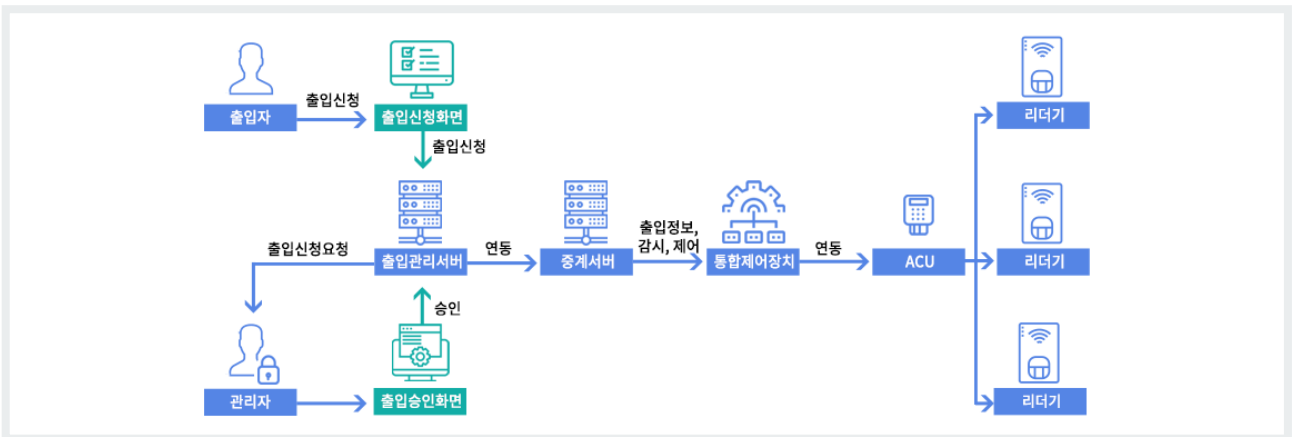 출입신청
출입자
출입신청화면
리더기
출입신청
출입신청요청
출입관리서버
연동
중계서버
출입정보,
감시, 제어
통합제어장치
연동
ACU
리더기
승인
관리자
출입승인화면
리더기